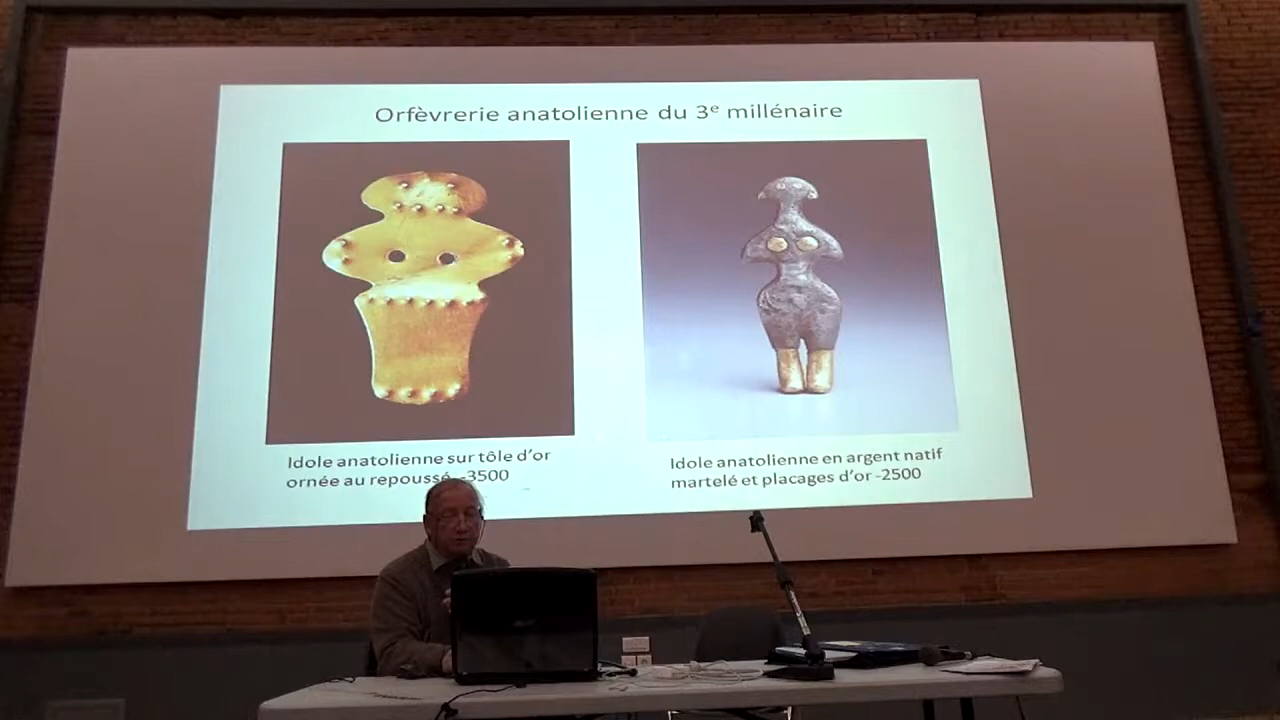 Orfèvrerie anatolienne du 3e millénaire
Idole anatolienne sur tôle d'or
ornée au repoussé -3500
Idole anatolienne en argent natif
martelé et placages d'or -2500